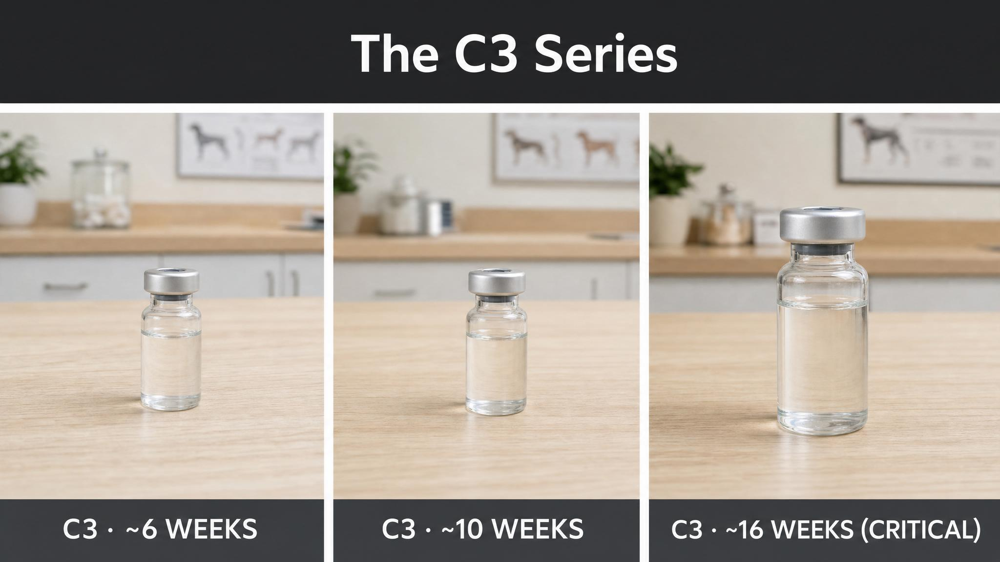 The C3 Series
C3 · ~6 WEEKS
C3 · ~10 WEEKS
C3 · ~16 WEEKS (CRITICAL)